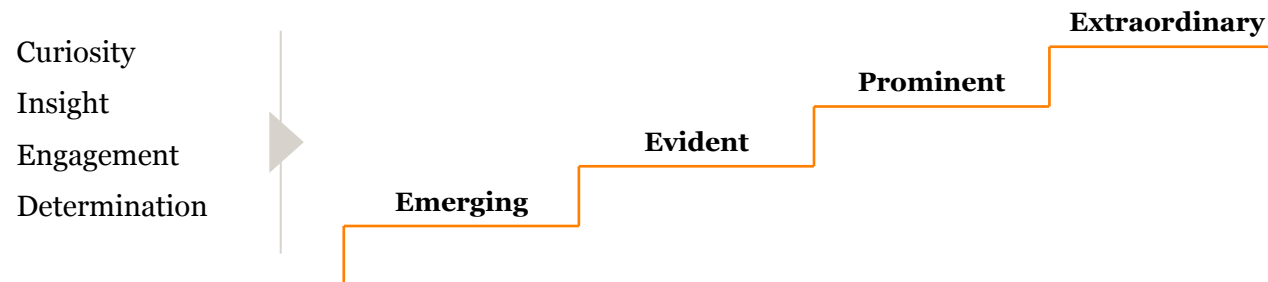 Curiosity
Insight
Engagement
Determination
Emerging
Evident
Prominent
Extraordinary